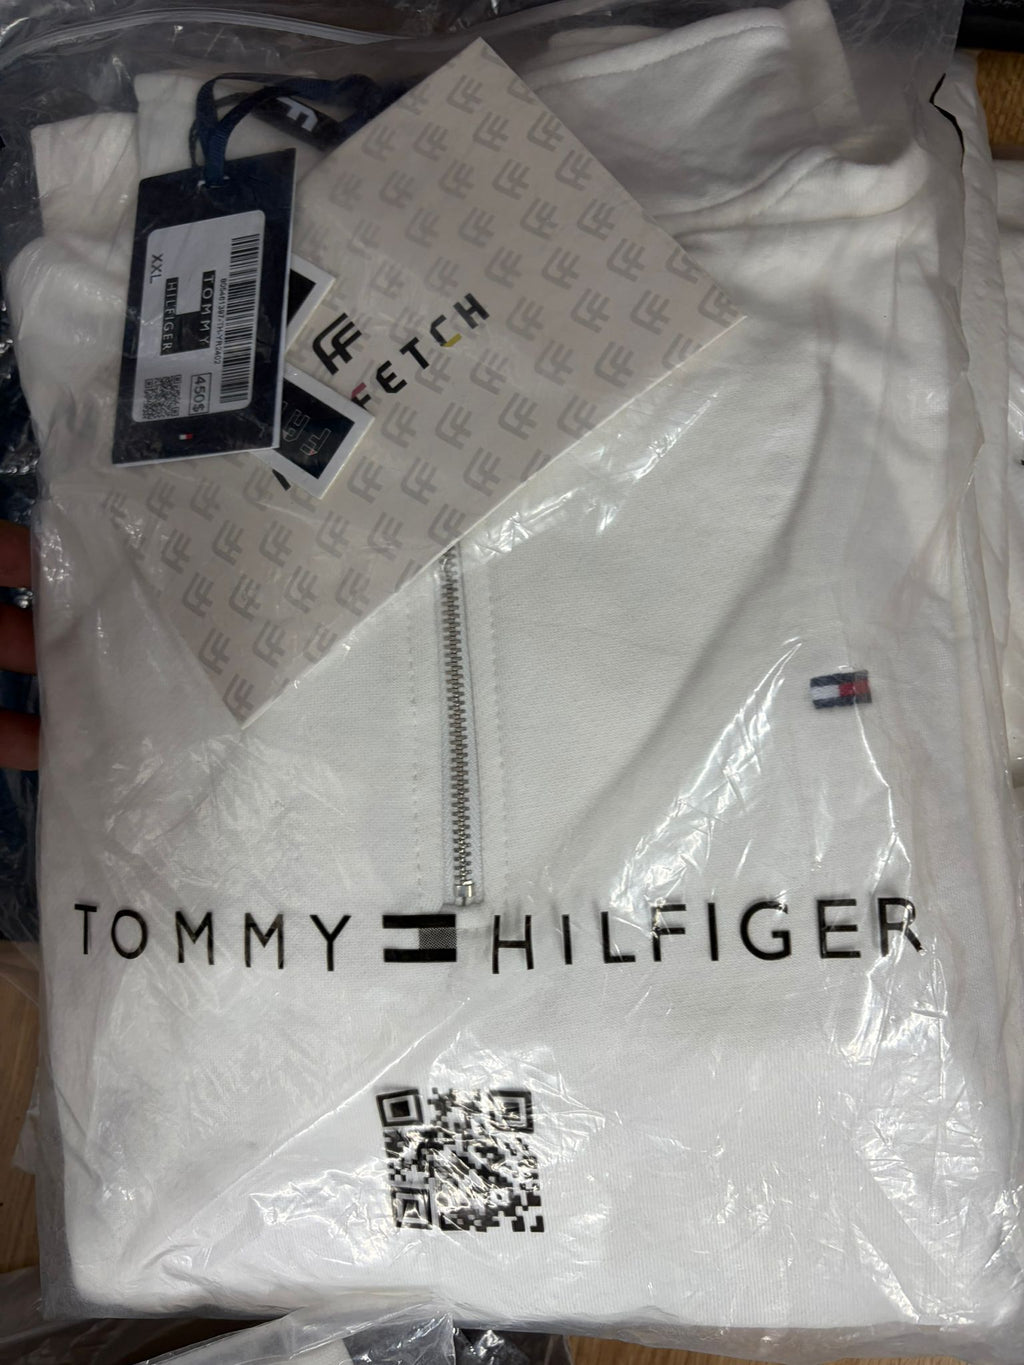 XXL
TOMMY
HILFIGER
450$
FETCH
TOMMY HILFIGER